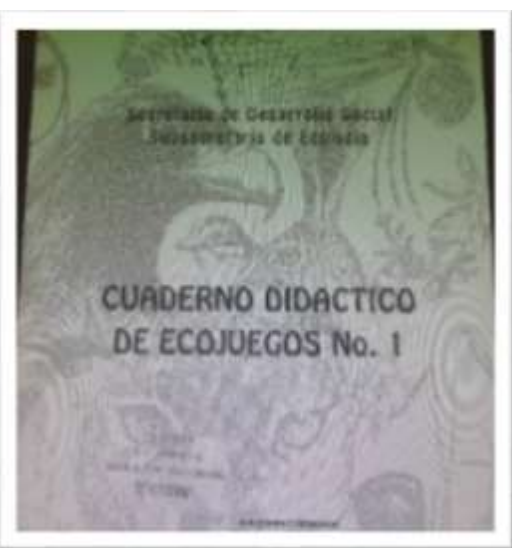 Secretaría de Desarrollo Social
Subsecretaría de Ecología
CUADERNO DIDACTICO
DE ECOJUEGOS No. 1